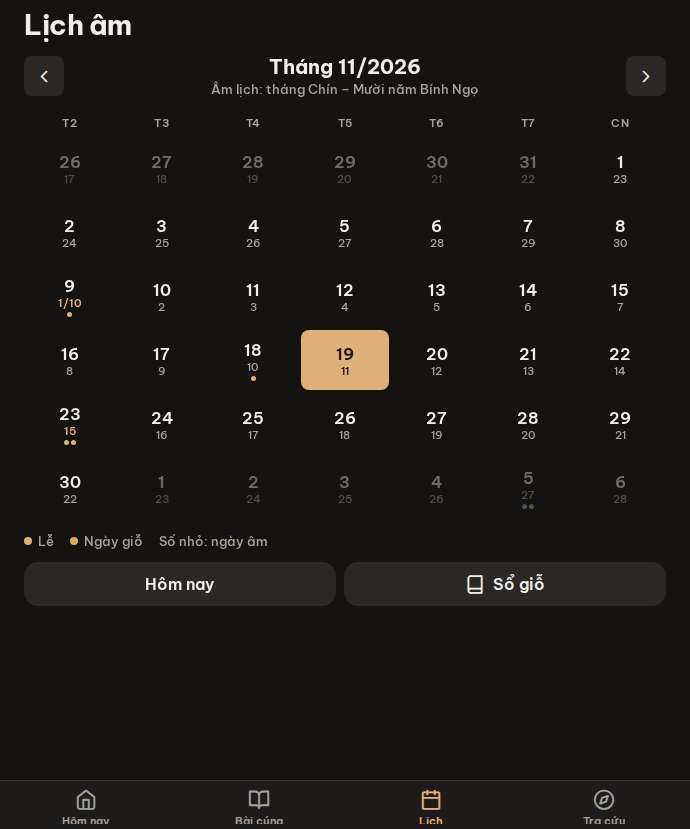 Lịch âm
Tháng 11/2026
Âm lịch: tháng Chín – Mười năm Bính Ngọ
T2 T3 T4 T5 T6 T7 CN
26 27 28 29 30 31 1
17 18 19 20 21 22 23
2 3 4 5 6 7 8
24 25 26 27 28 29 30
9 10 11 12 13 14 15
1/10 2 3 4 5 6 7
16 17 18 19 20 21 22
8 9 10 11 12 13 14
23 24 25 26 27 28 29
15 16 17 18 19 20 21
30 1 2 3 4 5 6
22 23 24 25 26 27 28
Lễ Ngày giỗ Số nhỏ: ngày âm
Hôm nay Sổ giỗ
Hôm nay Bài cúng Lịch Tra cứu